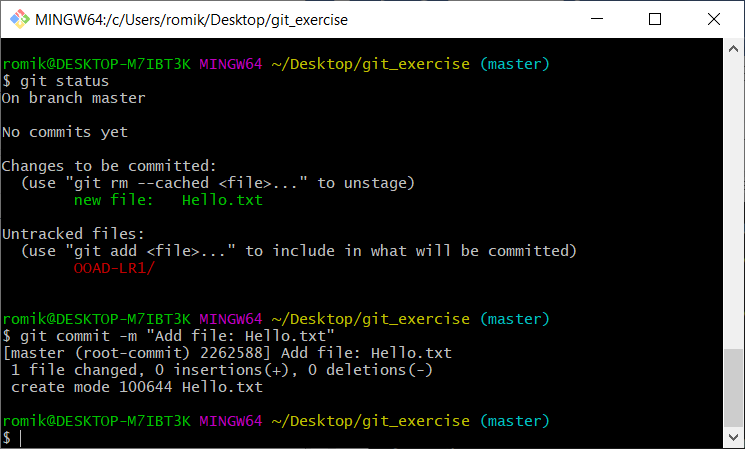 MINGW64:/c/Users/romik/Desktop/git_exercise
romik@DESKTOP-M7IBT3K MINGW64 ~/Desktop/git_exercise (master)
$ git status
On branch master
No commits yet
Changes to be committed:
  (use "git rm --cached <file>..." to unstage)
        new file:   Hello.txt
Untracked files:
  (use "git add <file>..." to include in what will be committed)
        OOAD-LR1/
romik@DESKTOP-M7IBT3K MINGW64 ~/Desktop/git_exercise (master)
$ git commit -m "Add file: Hello.txt"
[master (root-commit) 2262588] Add file: Hello.txt
 1 file changed, 0 insertions(+), 0 deletions(-)
 create mode 100644 Hello.txt
romik@DESKTOP-M7IBT3K MINGW64 ~/Desktop/git_exercise (master)
$